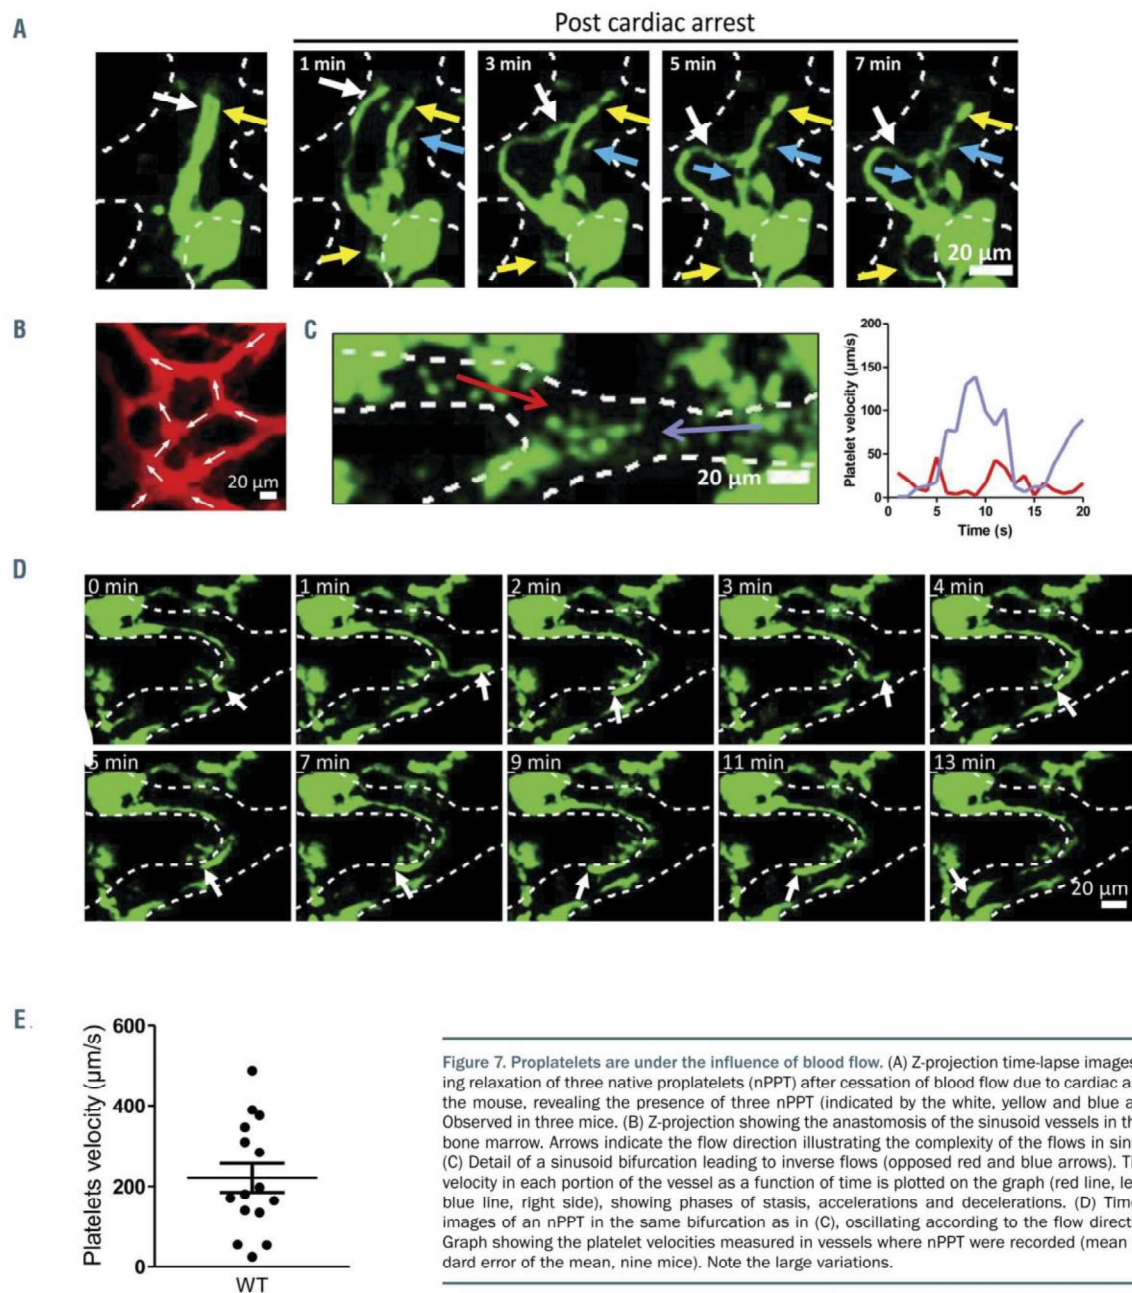 A
Post cardiac arrest
1 min
3 min
5 min
7 min
20 µm
B
20 µm
C
20 µm
Platelet velocity (µm/s)
200
150
100
50
0
0
5
10
15
20
Time (s)
D
0 min
1 min
2 min
3 min
4 min
5 min
7 min
9 min
11 min
13 min
20 µm
E.
Platelets velocity (µm/s)
600
400
200
0
WT
Figure 7. Proplatelets are under the influence of blood flow. (A) Z-projection time-lapse images
ing relaxation of three native proplatelets (nPPT) after cessation of blood flow due to cardiac a
the mouse, revealing the presence of three nPPT (indicated by the white, yellow and blue a
Observed in three mice. (B) Z-projection showing the anastomosis of the sinusoid vessels in th
bone marrow. Arrows indicate the flow direction illustrating the complexity of the flows in sin
(C) Detail of a sinusoid bifurcation leading to inverse flows (opposed red and blue arrows). Th
velocity in each portion of the vessel as a function of time is plotted on the graph (red line, le
blue line, right side), showing phases of stasis, accelerations and decelerations. (D) Time
images of an nPPT in the same bifurcation as in (C), oscillating according to the flow direct
Graph showing the platelet velocities measured in vessels where nPPT were recorded (mean
dard error of the mean, nine mice). Note the large variations.